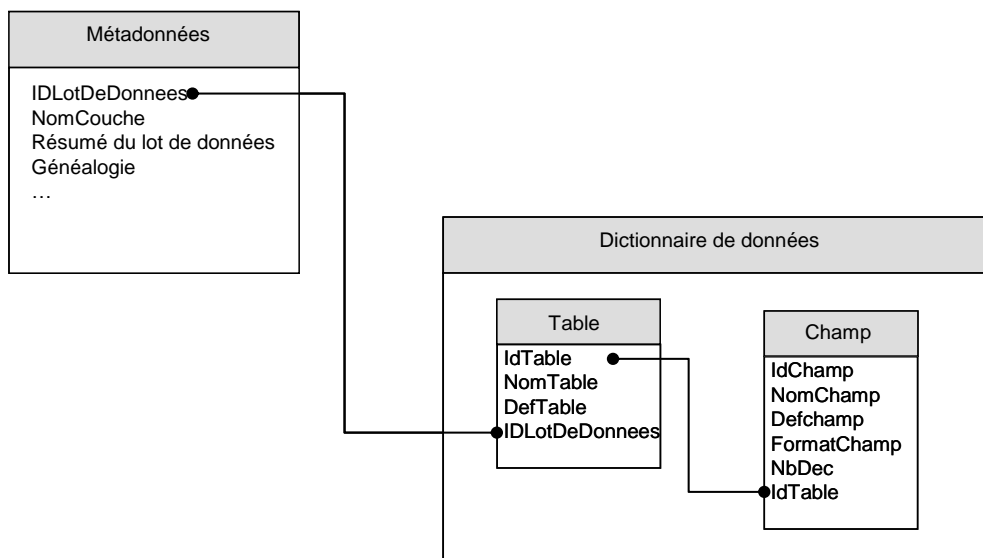 Métadonnées
IDLotDeDonnees
NomCouche
Résumé du lot de données
Généalogie
…
Dictionnaire de données
Table
IdTable
NomTable
DefTable
IDLotDeDonnees
Champ
IdChamp
NomChamp
Defchamp
FormatChamp
NbDec
IdTable